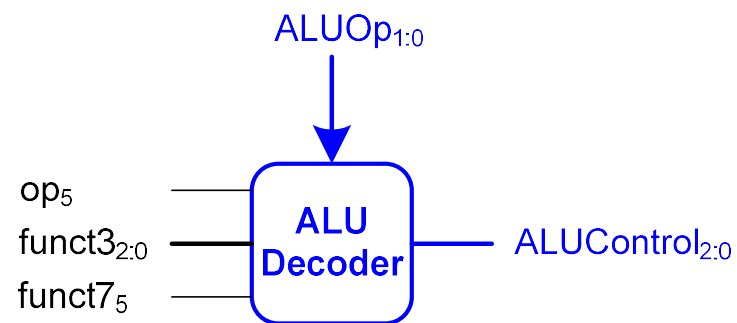 ALUOp1:0
op5
ALU
funct32:0
Decoder
ALUControl2:0
funct75